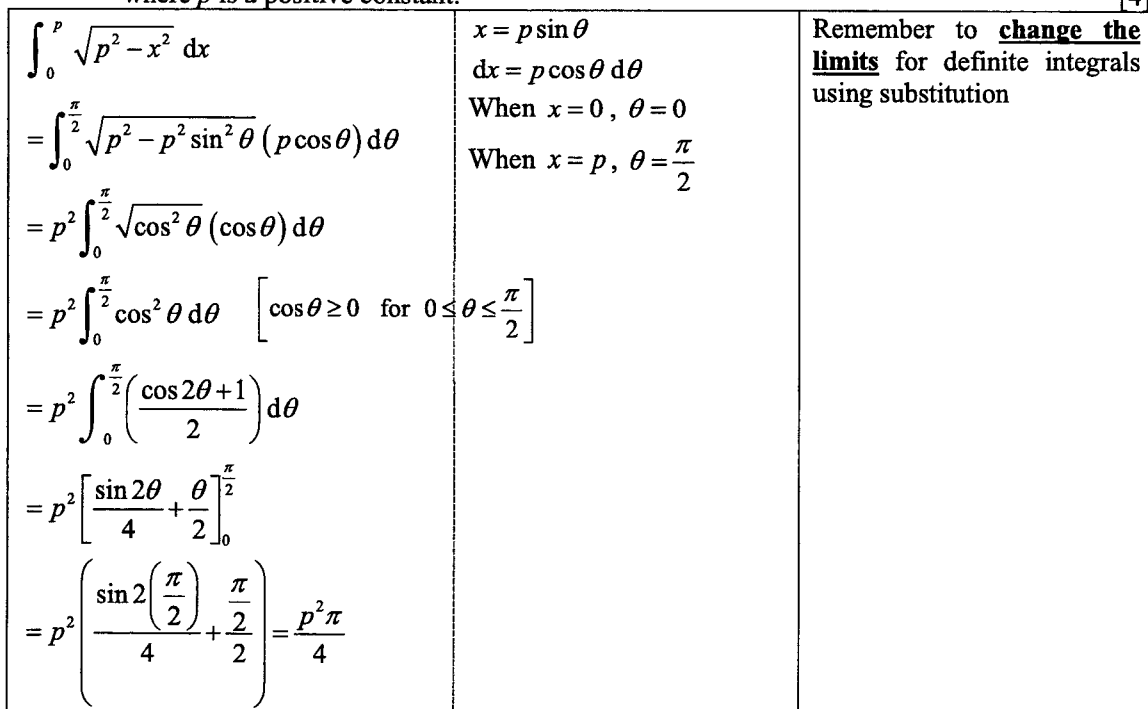 where p is a positive constant. [4]
∫₀^p √(p² − x²) dx
= ∫₀^(π/2) √(p² − p² sin² θ) (p cos θ) dθ
= p² ∫₀^(π/2) √(cos² θ) (cos θ) dθ
= p² ∫₀^(π/2) cos² θ dθ [cos θ ≥ 0 for 0 ≤ θ ≤ π/2]
= p² ∫₀^(π/2) ((cos 2θ + 1)/2) dθ
= p² [sin 2θ/4 + θ/2]₀^(π/2)
= p² (sin 2(π/2)/4 + (π/2)/2) = p²π/4
x = p sin θ
dx = p cos θ dθ
When x = 0 , θ = 0
When x = p , θ = π/2
Remember to change the
limits for definite integrals
using substitution